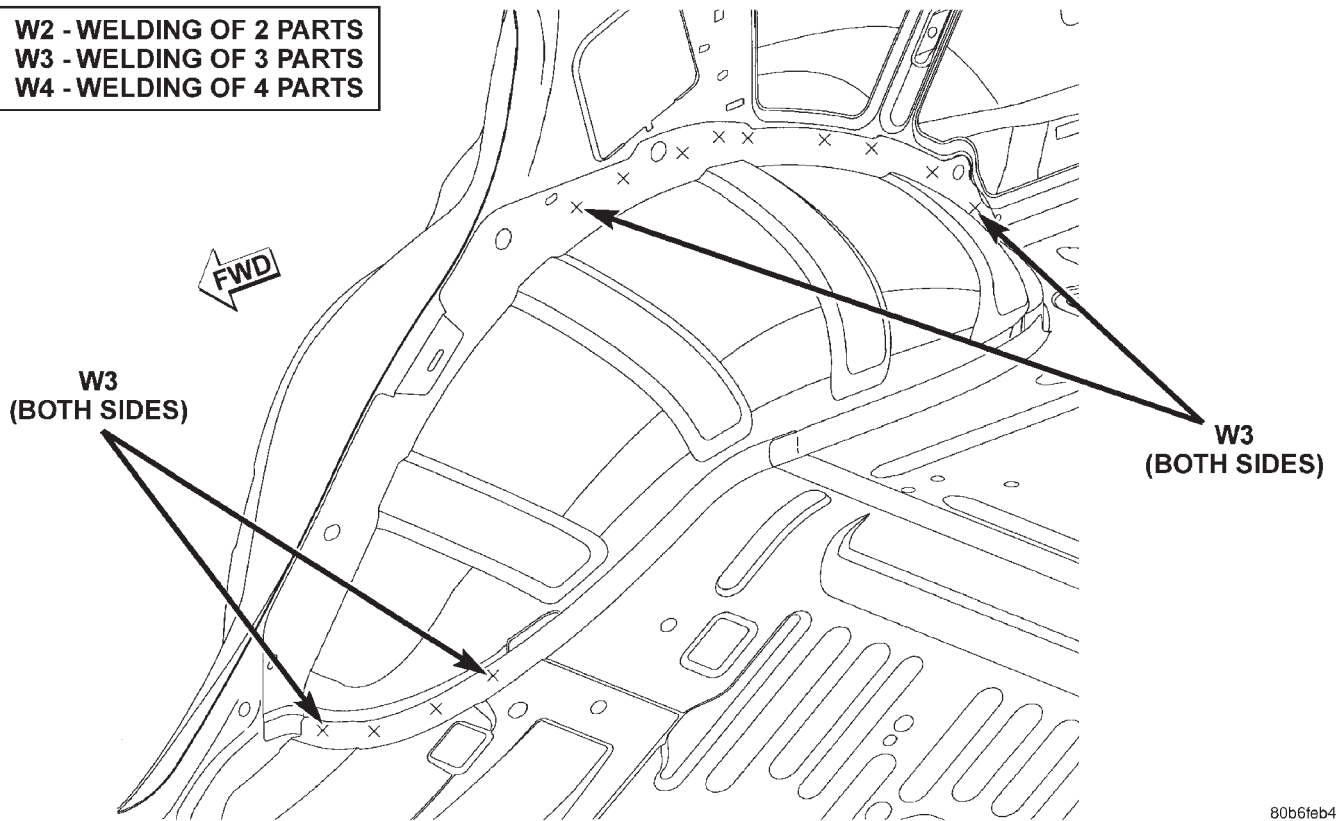 W2 - WELDING OF 2 PARTS
W3 - WELDING OF 3 PARTS
W4 - WELDING OF 4 PARTS
FWD
W3
(BOTH SIDES)
W3
(BOTH SIDES)
80b6feb4